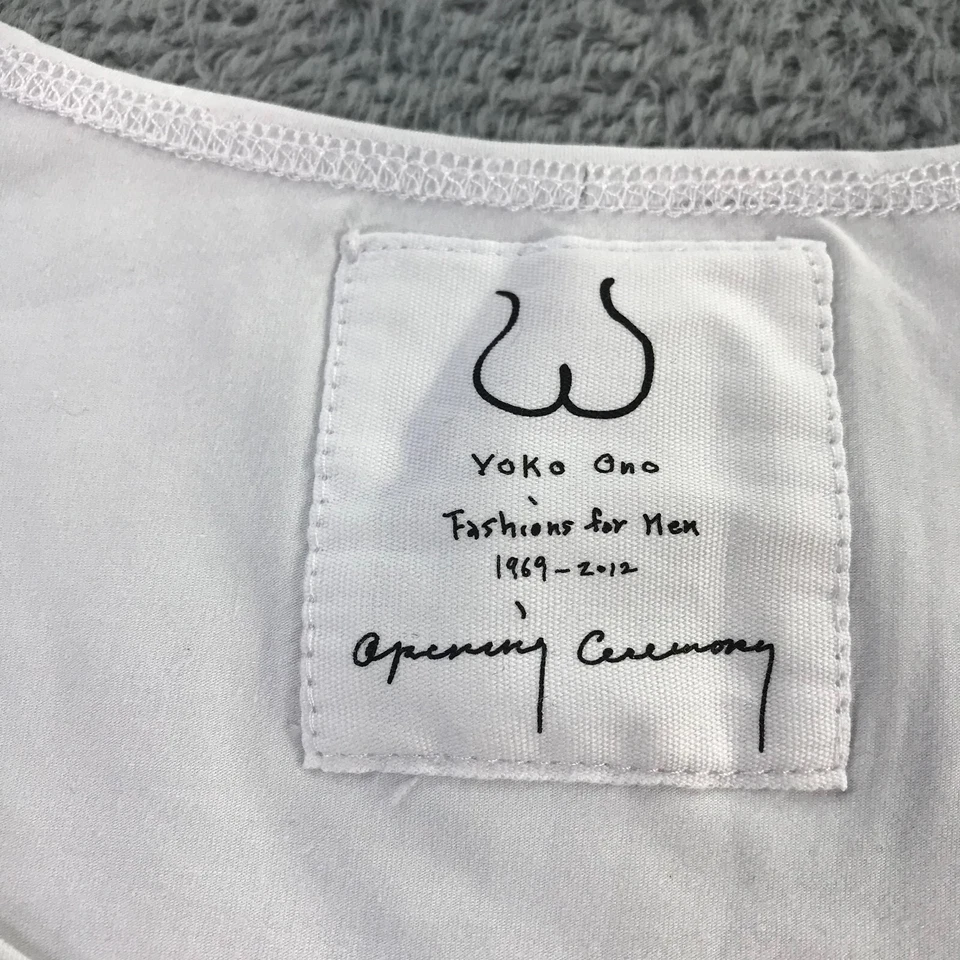 Yoko Ono
Fashions for Men
1969-2012
Opening Ceremony